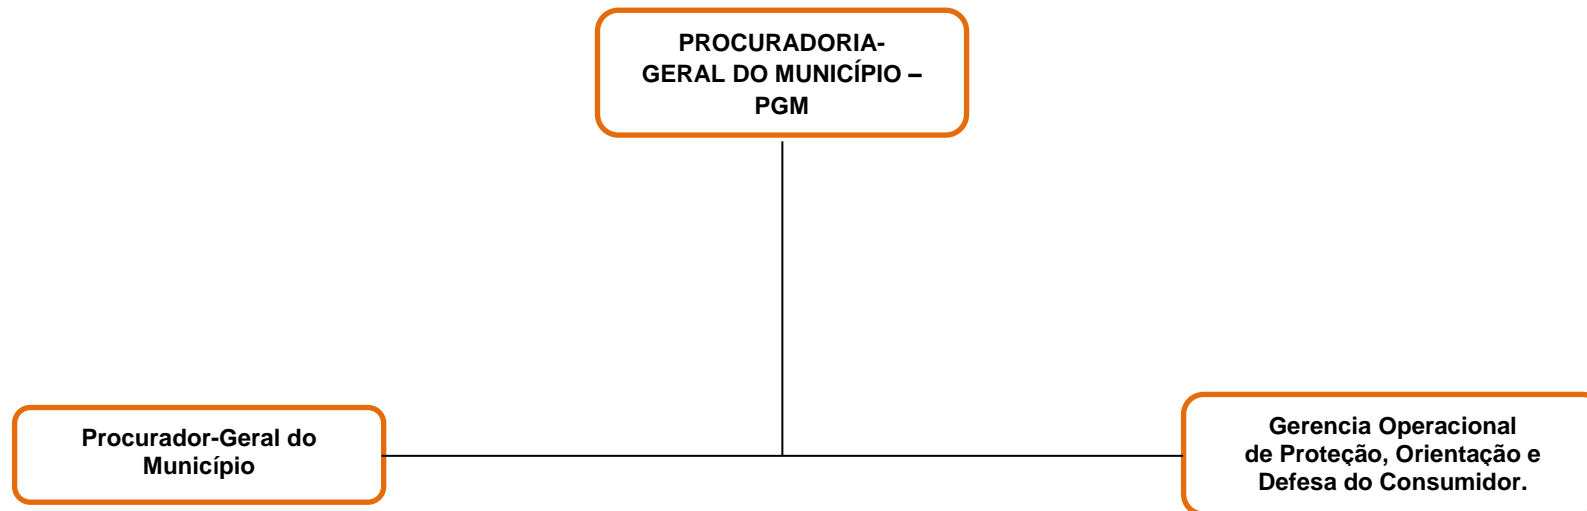 PROCURADORIA-
GERAL DO MUNICÍPIO –
PGM
Procurador-Geral do
Município
Gerencia Operacional
de Proteção, Orientação e
Defesa do Consumidor.